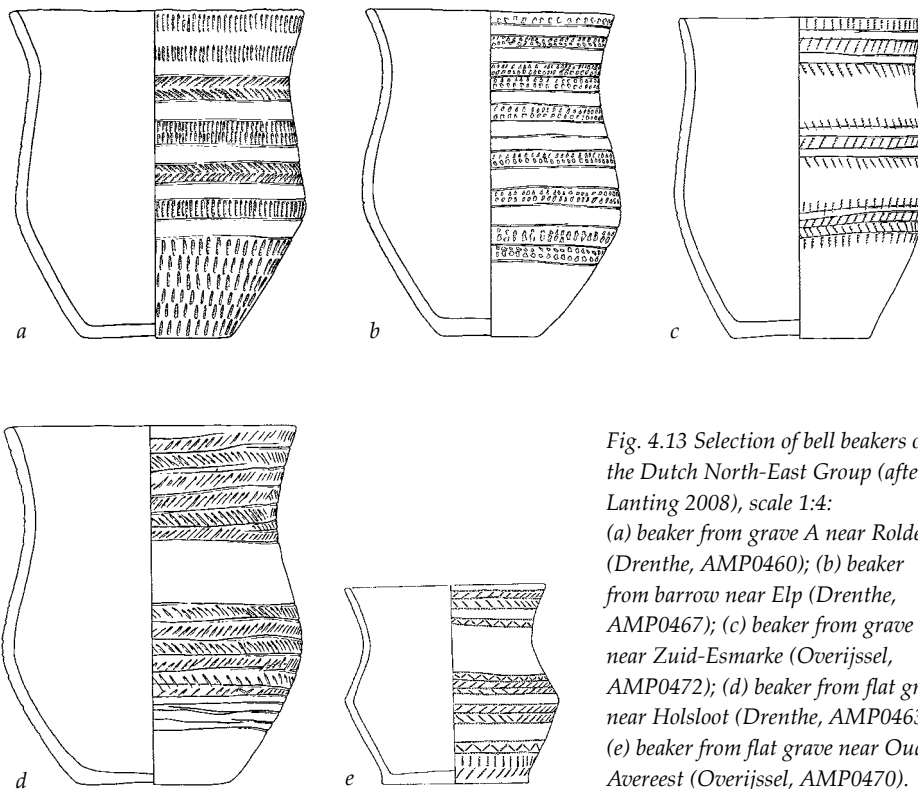 a
b
c
d
e
Fig. 4.13 Selection of bell beakers
the Dutch North-East Group
Lanting 2008), scale 1:4:
(a) beaker from grave A near Rolde
(Drenthe, AMP0460); (b) beaker
from barrow near Elp (Drenthe,
AMP0467); (c) beaker from grave
near Zuid-Esmarke (Overijssel,
AMP0472); (d) beaker from flat
near Holsloot (Drenthe,
(e) beaker from flat grave near
Avereest (Overijssel, AMP0470).